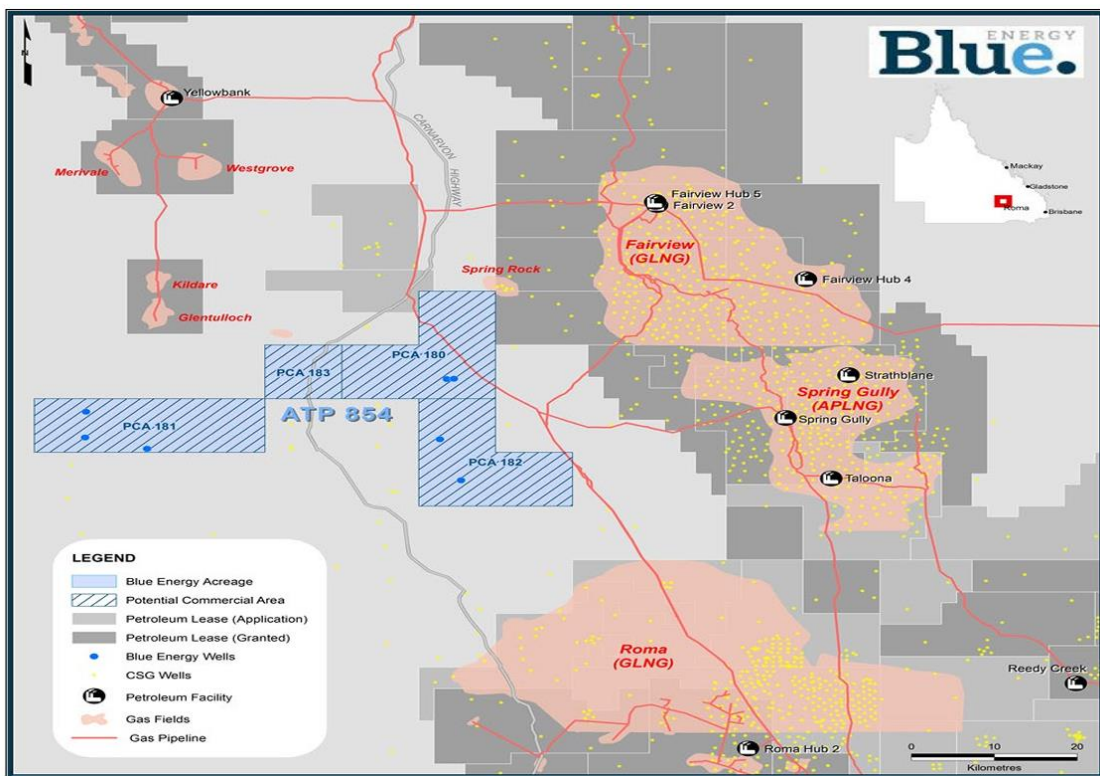 N
ENERGY
Blue.
Yellowbank
Merivale
Westgrove
CARNARVON
HIGHWAY
Mackay
Gladstone
Roma
Brisbane
Fairview Hub 5
Fairview 2
Fairview
(GLNG)
Spring Rock
Fairview Hub 4
Kildare
Glentulloch
PCA 180
PCA 183
Strathblane
Spring Gully
(APLNG)
ATP 854
Spring Gully
PCA 181
PCA 182
Taloona
LEGEND
Blue Energy Acreage
Potential Commercial Area
Petroleum Lease (Application)
Petroleum Lease (Granted)
Blue Energy Wells
CSG Wells
Petroleum Facility
Gas Fields
Gas Pipeline
Roma
(GLNG)
Reedy Creek
Roma Hub 2
0 10 20
Kilometres